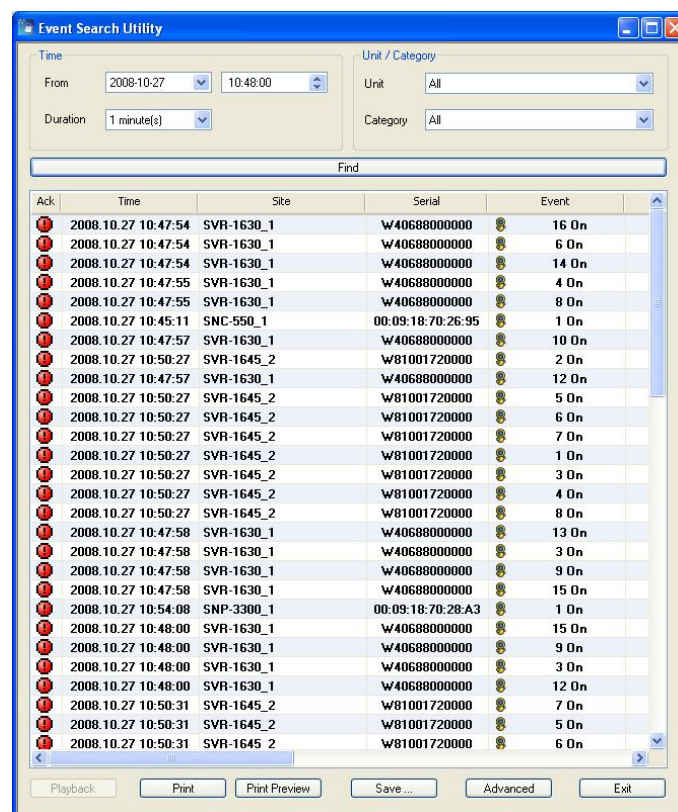 Event Search Utility
Time
Unit / Category
From 2008-10-27 10:48:00 Unit All
Duration 1 minute(s) Category All
Find
Ack Time Site Serial Event
2008.10.27 10:47:54 SVR-1630_1 W40688000000 16 On
2008.10.27 10:47:54 SVR-1630_1 W40688000000 6 On
2008.10.27 10:47:54 SVR-1630_1 W40688000000 14 On
2008.10.27 10:47:55 SVR-1630_1 W40688000000 4 On
2008.10.27 10:47:55 SVR-1630_1 W40688000000 8 On
2008.10.27 10:45:11 SNC-550_1 00:09:18:70:26:95 1 On
2008.10.27 10:47:57 SVR-1630_1 W40688000000 10 On
2008.10.27 10:50:27 SVR-1645_2 W81001720000 2 On
2008.10.27 10:47:57 SVR-1630_1 W40688000000 12 On
2008.10.27 10:50:27 SVR-1645_2 W81001720000 5 On
2008.10.27 10:50:27 SVR-1645_2 W81001720000 6 On
2008.10.27 10:50:27 SVR-1645_2 W81001720000 7 On
2008.10.27 10:50:27 SVR-1645_2 W81001720000 1 On
2008.10.27 10:50:27 SVR-1645_2 W81001720000 3 On
2008.10.27 10:50:27 SVR-1645_2 W81001720000 4 On
2008.10.27 10:50:27 SVR-1645_2 W81001720000 8 On
2008.10.27 10:47:58 SVR-1630_1 W40688000000 13 On
2008.10.27 10:47:58 SVR-1630_1 W40688000000 3 On
2008.10.27 10:47:58 SVR-1630_1 W40688000000 9 On
2008.10.27 10:47:58 SVR-1630_1 W40688000000 15 On
2008.10.27 10:54:08 SNP-3300_1 00:09:18:70:28:A3 1 On
2008.10.27 10:48:00 SVR-1630_1 W40688000000 15 On
2008.10.27 10:48:00 SVR-1630_1 W40688000000 9 On
2008.10.27 10:48:00 SVR-1630_1 W40688000000 3 On
2008.10.27 10:48:00 SVR-1630_1 W40688000000 12 On
2008.10.27 10:50:31 SVR-1645_2 W81001720000 7 On
2008.10.27 10:50:31 SVR-1645_2 W81001720000 5 On
2008.10.27 10:50:31 SVR-1645_2 W81001720000 6 On
Playback Print Print Preview Save ... Advanced Exit